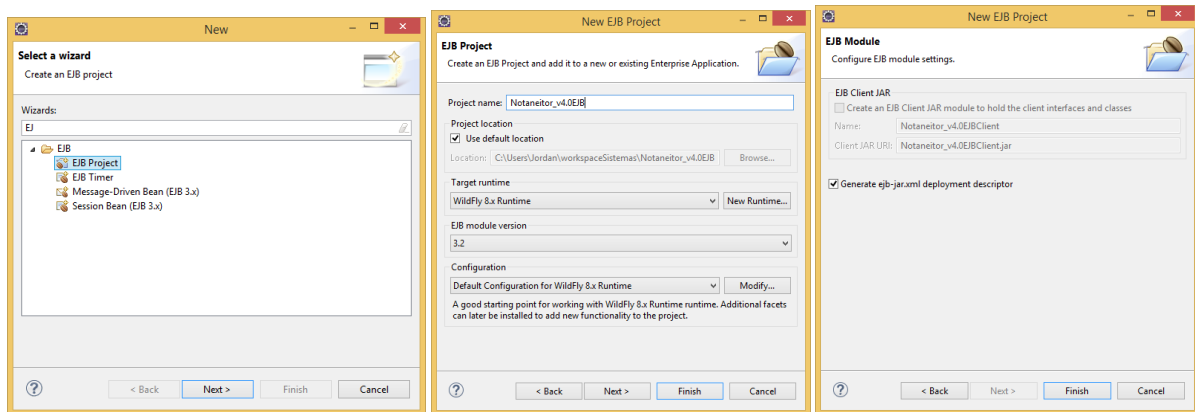 New
Select a wizard
Create an EJB project
Wizards:
EJ
EJB
EJB Project
EJB Timer
Message-Driven Bean (EJB 3.x)
Session Bean (EJB 3.x)
< Back
Next >
Finish
Cancel
New EJB Project
EJB Project
Create an EJB Project and add it to a new or existing Enterprise Application.
Project name: Notaneitor_v4.0EJB
Project location
Use default location
Location: C:\Users\Jordan\workspaceSistemas\Notaneitor_v4.0EJB Browse...
Target runtime
WildFly 8.x Runtime New Runtime...
EJB module version
3.2
Configuration
Default Configuration for WildFly 8.x Runtime Modify...
A good starting point for working with WildFly 8.x Runtime runtime. Additional facets
can later be installed to add new functionality to the project.
< Back
Next >
Finish
Cancel
New EJB Project
EJB Module
Configure EJB module settings.
EJB Client JAR
Create an EJB Client JAR module to hold the client interfaces and classes
Name: Notaneitor_v4.0EJBClient
Client JAR URI: Notaneitor_v4.0EJBClient.jar
Generate ejb-jar.xml deployment descriptor
< Back
Next >
Finish
Cancel